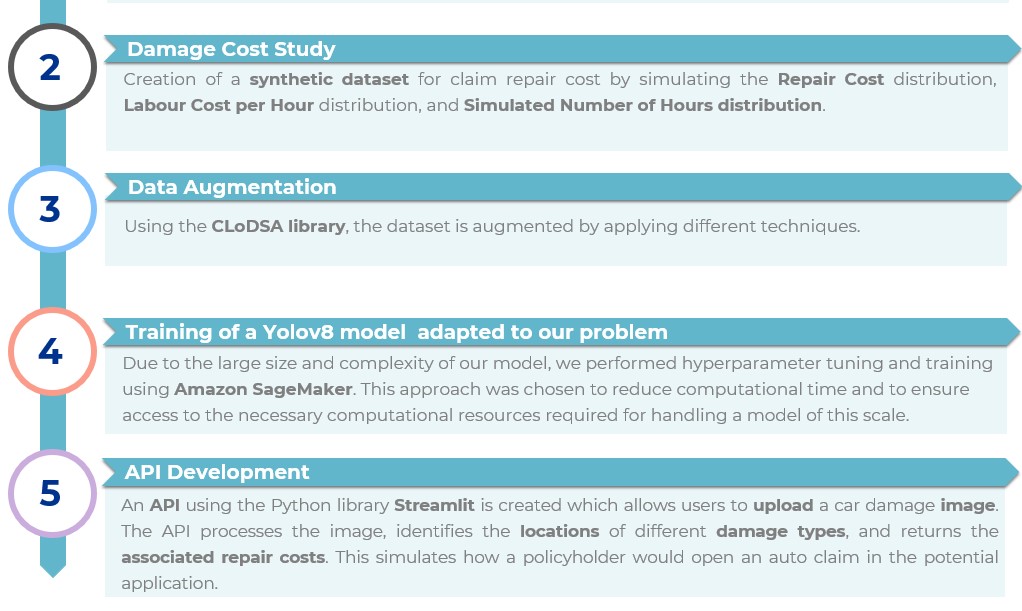 2
Damage Cost Study
Creation of a synthetic dataset for claim repair cost by simulating the Repair Cost distribution,
Labour Cost per Hour distribution, and Simulated Number of Hours distribution.
3
Data Augmentation
Using the CLoDSA library, the dataset is augmented by applying different techniques.
4
Training of a Yolov8 model  adapted to our problem
Due to the large size and complexity of our model, we performed hyperparameter tuning and training
using Amazon SageMaker. This approach was chosen to reduce computational time and to ensure
access to the necessary computational resources required for handling a model of this scale.
5
API Development
An API using the Python library Streamlit is created which allows users to upload a car damage image.
The API processes the image, identifies the locations of different damage types, and returns the
associated repair costs. This simulates how a policyholder would open an auto claim in the potential
application.